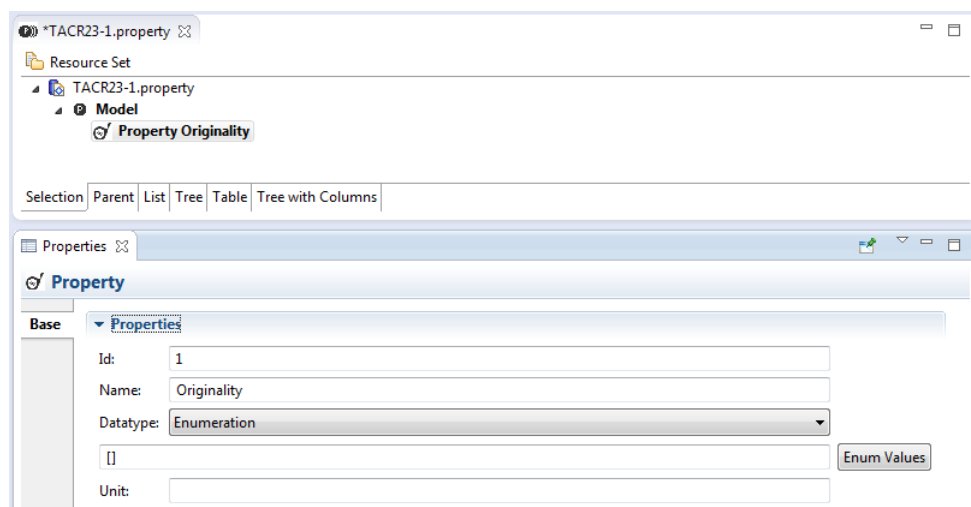 *TACR23-1.property
Resource Set
TACR23-1.property
Model
Property Originality
Selection Parent List Tree Table Tree with Columns
Properties
Property
Base
Properties
Id: 1
Name: Originality
Datatype: Enumeration
[] Enum Values
Unit: